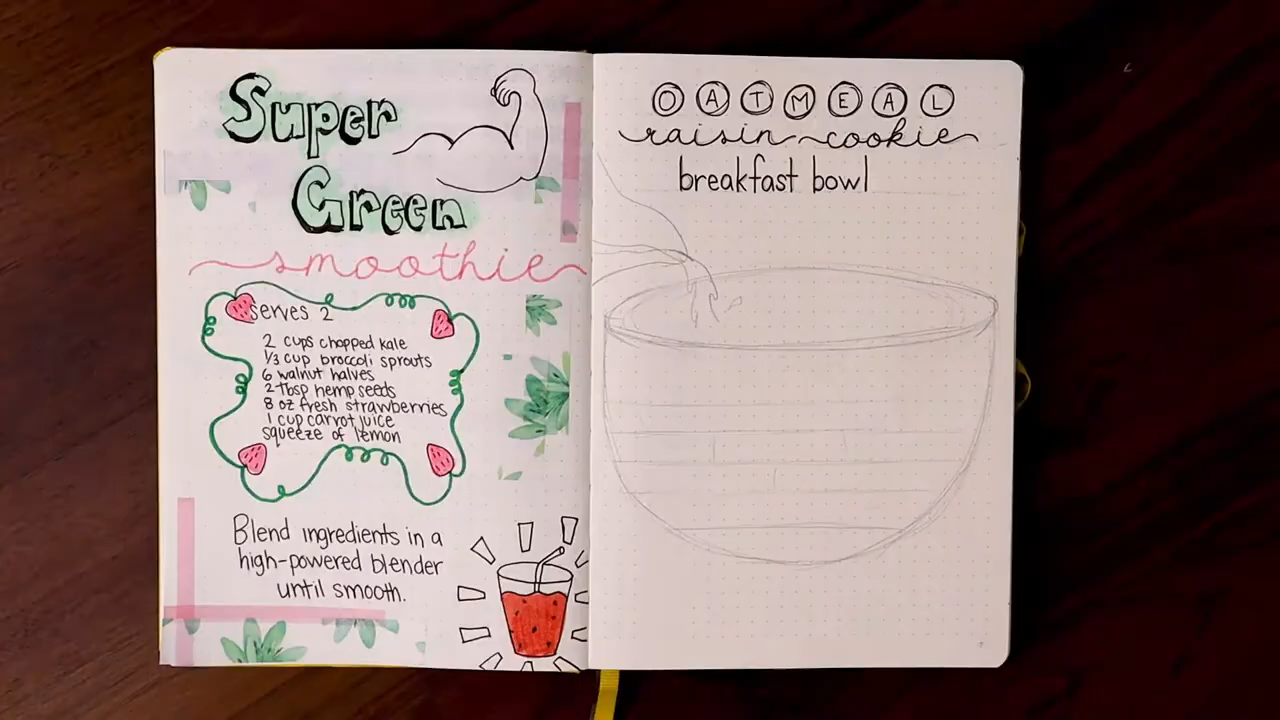 Super
Green
smoothie
serves 2
2 cups chopped kale
1/3 cup broccoli sprouts
6 walnut halves
2 Tbsp hemp seeds
8 oz fresh strawberries
1 cup carrot juice
squeeze of lemon
Blend ingredients in a
high-powered blender
until smooth.
OATMEAL
raisin cookie
breakfast bowl